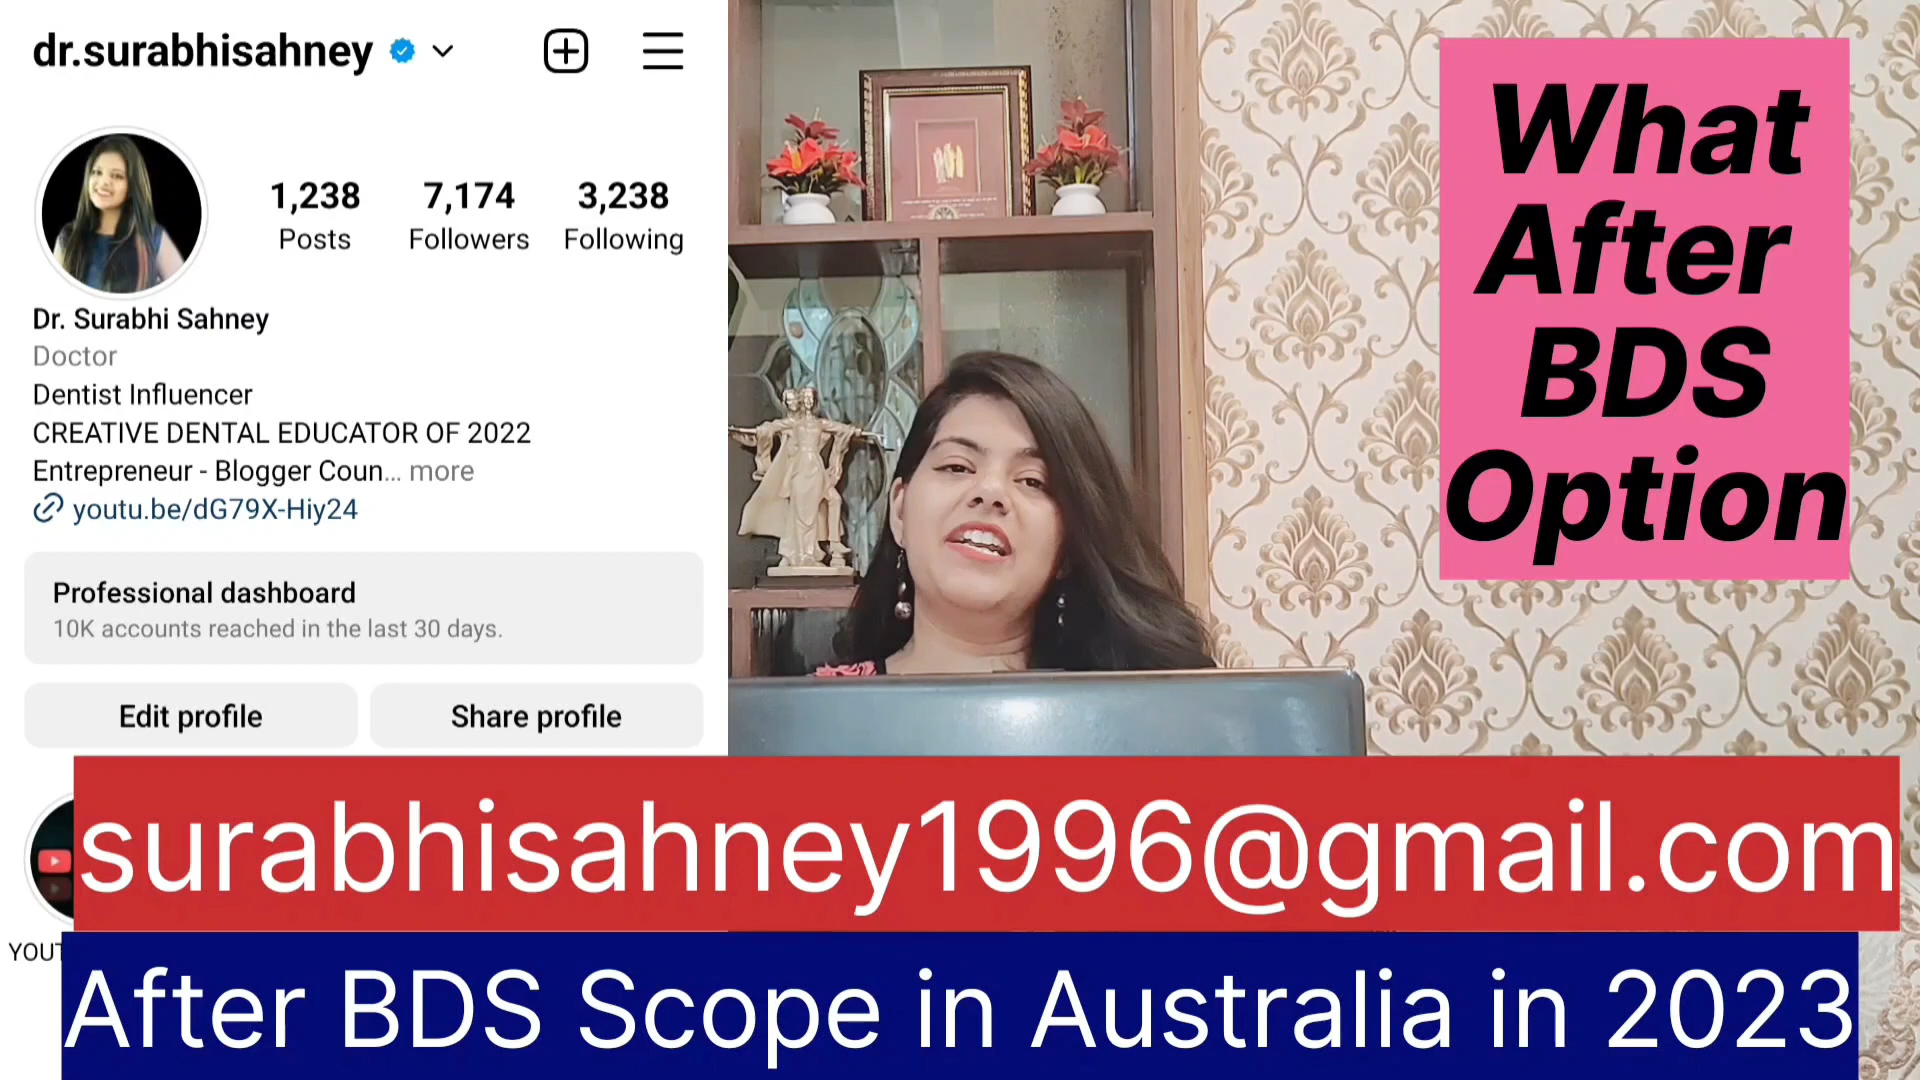 dr.surabhisahney
1,238
Posts
7,174
Followers
3,238
Following
Dr. Surabhi Sahney
Doctor
Dentist Influencer
CREATIVE DENTAL EDUCATOR OF 2022
Entrepreneur - Blogger Coun... more
youtu.be/dG79X-Hiy24
Professional dashboard
10K accounts reached in the last 30 days.
Edit profile
Share profile
What
After
BDS
Option
surabhisahney1996@gmail.com
YOUT
After BDS Scope in Australia in 2023